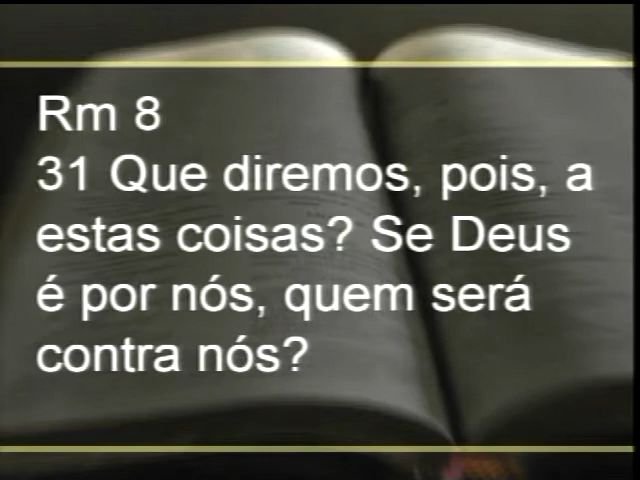 Rm 8
31 Que diremos, pois, a
estas coisas? Se Deus
é por nós, quem será
contra nós?